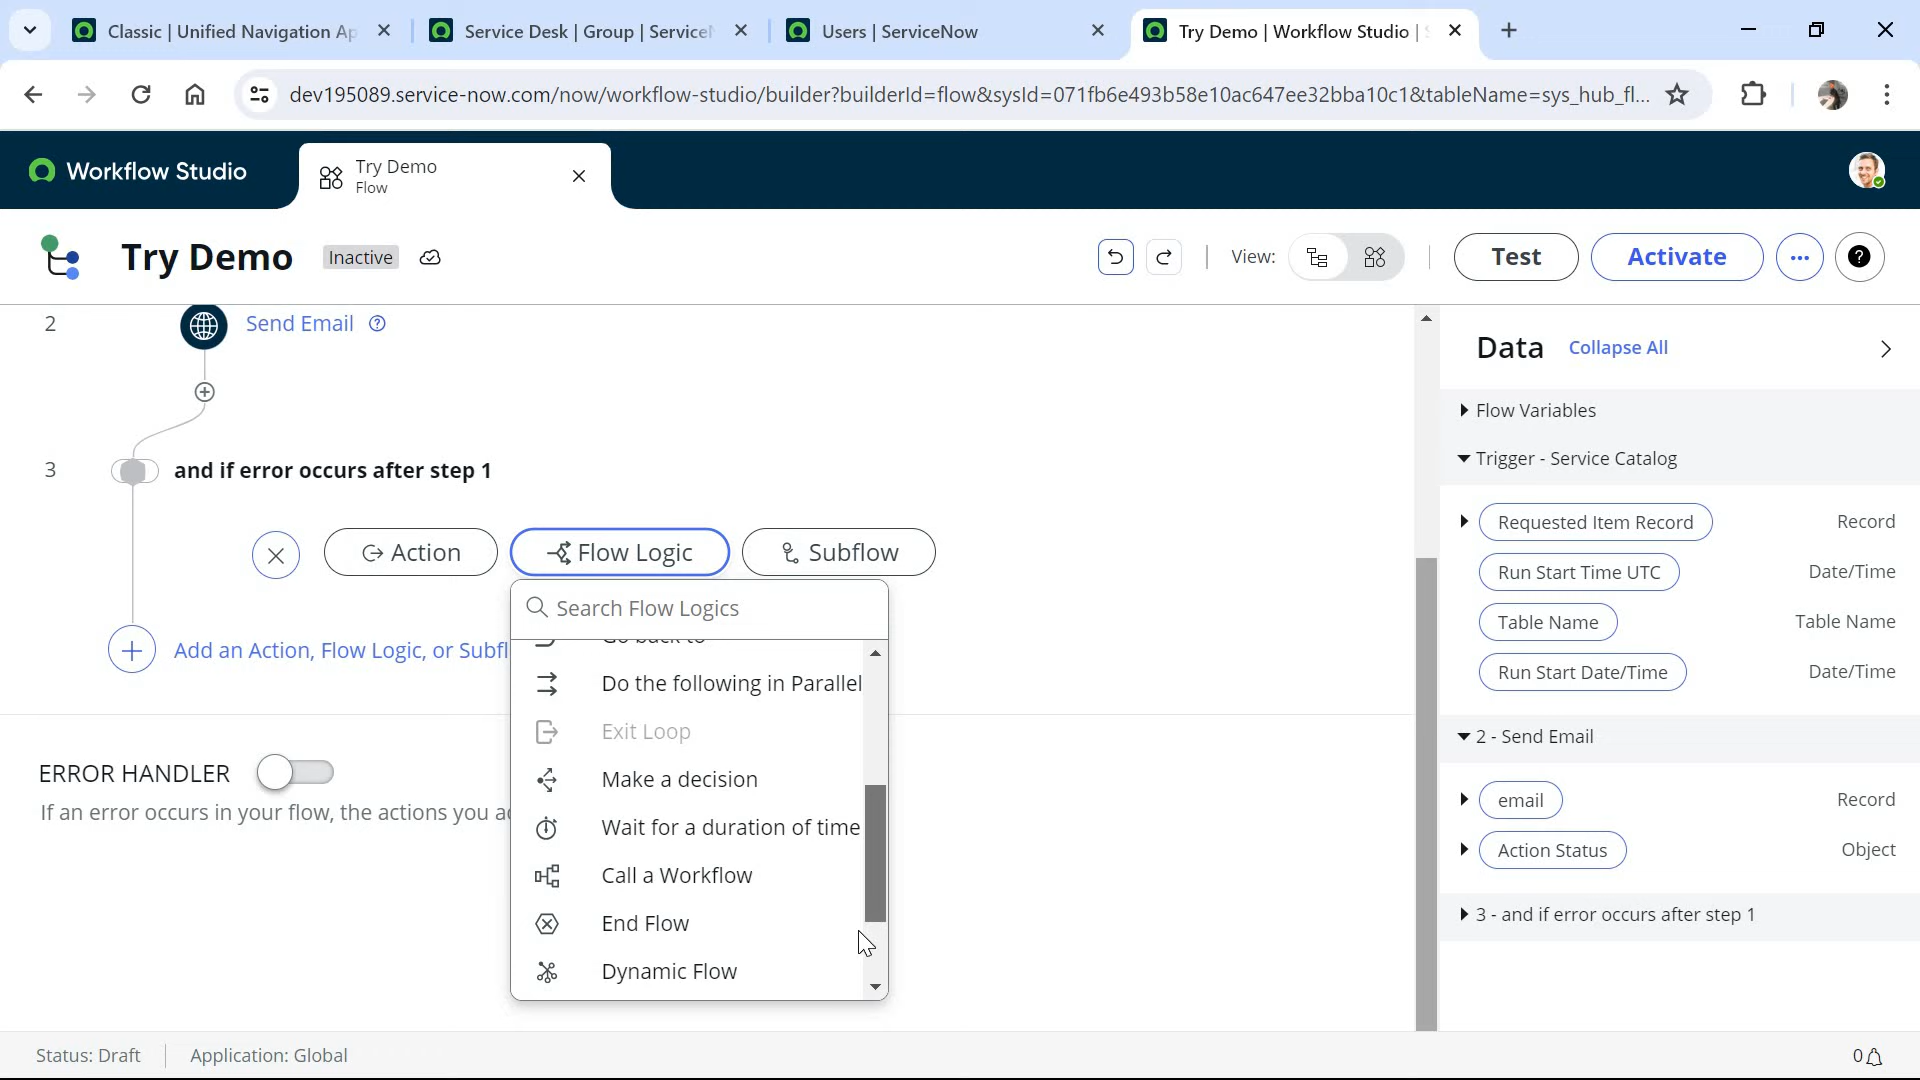 Classic | Unified Navigation Ap
Service Desk | Group | Service
Users | ServiceNow
Try Demo | Workflow Studio |
dev195089.service-now.com/now/workflow-studio/builder?builderId=flow&sysId=071fb6e493b58e10ac647ee32bba10c1&tableName=sys_hub_fl...
Workflow Studio
Try Demo
Flow
Try Demo
Inactive
View:
Test
Activate
2
Send Email
3
and if error occurs after step 1
Action
Flow Logic
Subflow
Search Flow Logics
Go back to
Do the following in Parallel
Exit Loop
Make a decision
Wait for a duration of time
Call a Workflow
End Flow
Dynamic Flow
Add an Action, Flow Logic, or Subfl
ERROR HANDLER
If an error occurs in your flow, the actions you a
Data
Collapse All
Flow Variables
Trigger - Service Catalog
Requested Item Record Record
Run Start Time UTC Date/Time
Table Name Table Name
Run Start Date/Time Date/Time
2 - Send Email
email Record
Action Status Object
3 - and if error occurs after step 1
Status: Draft
Application: Global
0